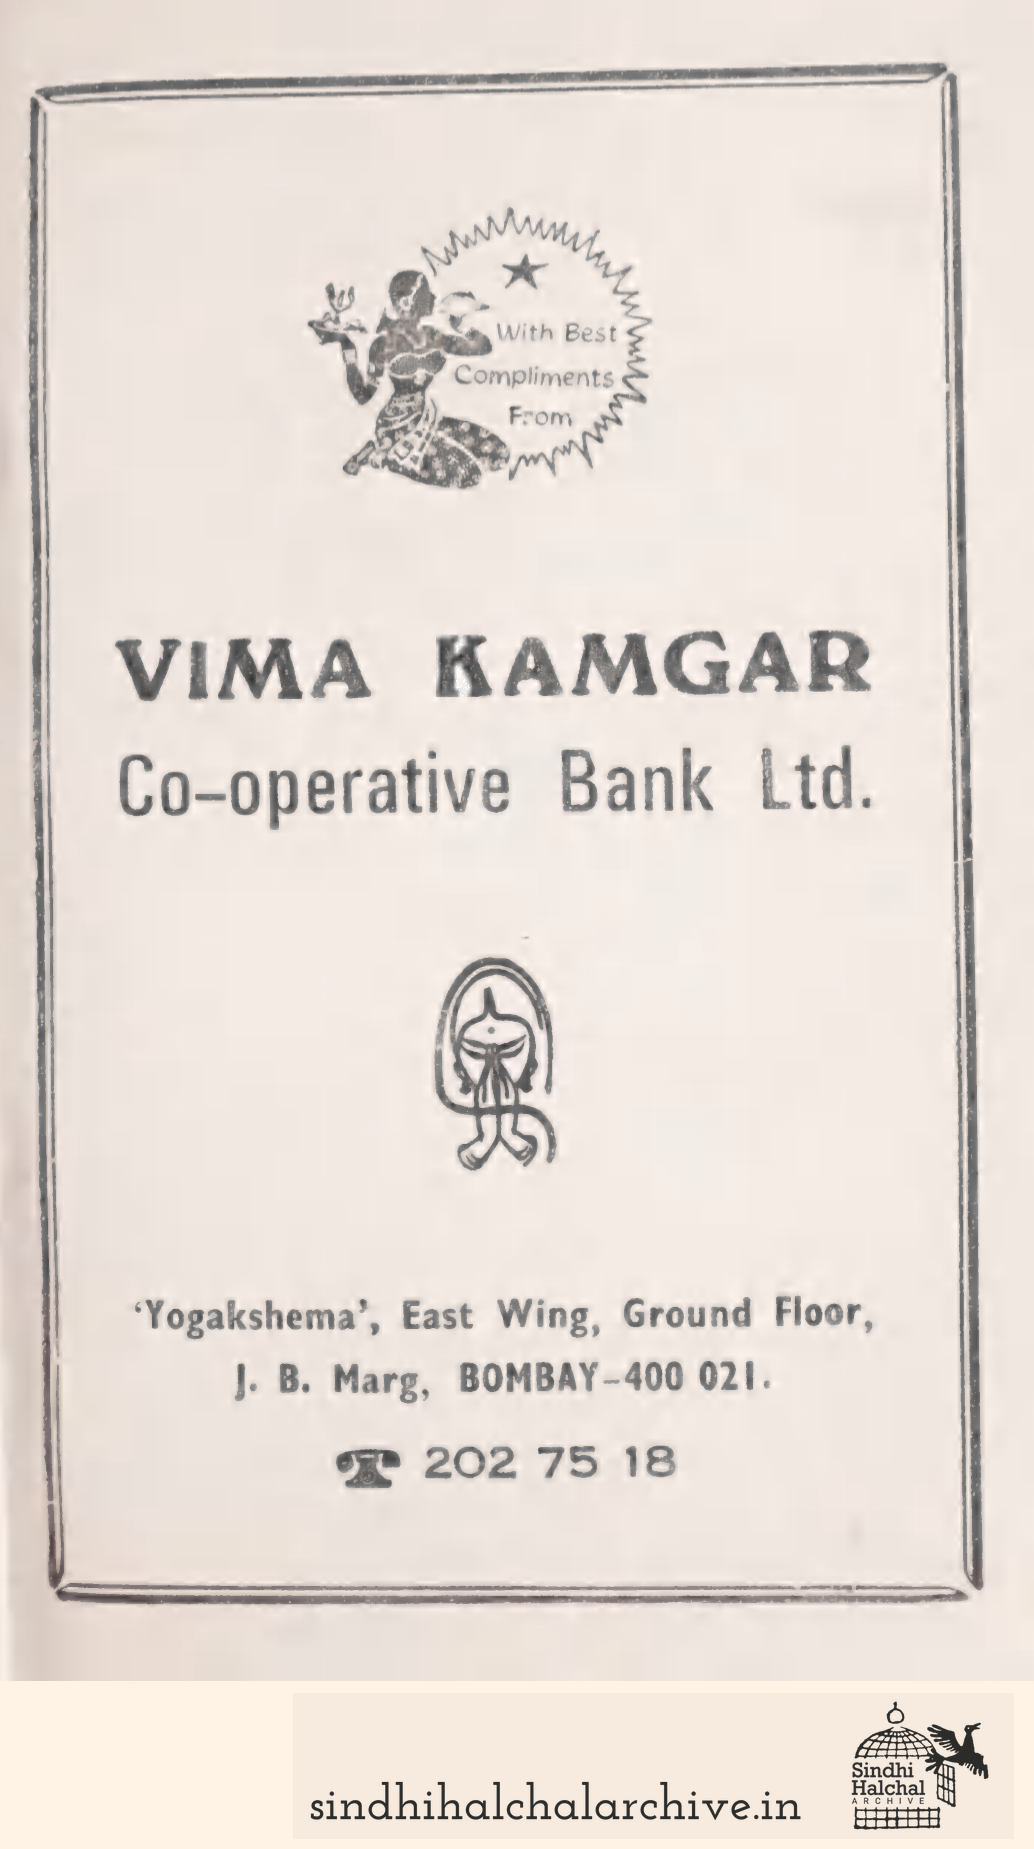 With Best
Compliments
From
VIMA KAMGAR
Co-operative Bank Ltd.
‘Yogakshema’, East Wing, Ground Floor,
J. B. Marg, BOMBAY-400 021.
202 75 18
sindhihalchalarchive.in
Sindhi
Halchal
ARCHIVE